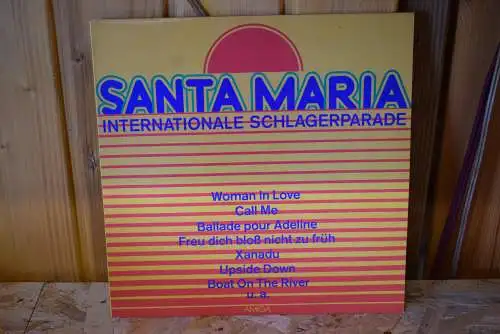 SANTA MARIA
INTERNATIONALE SCHLAGERPARADE
Woman In Love
Call Me
Ballade pour Adeline
Freu dich bloß nicht zu früh
Xanadu
Upside Down
Boat On The River
u. a.
AMIGA